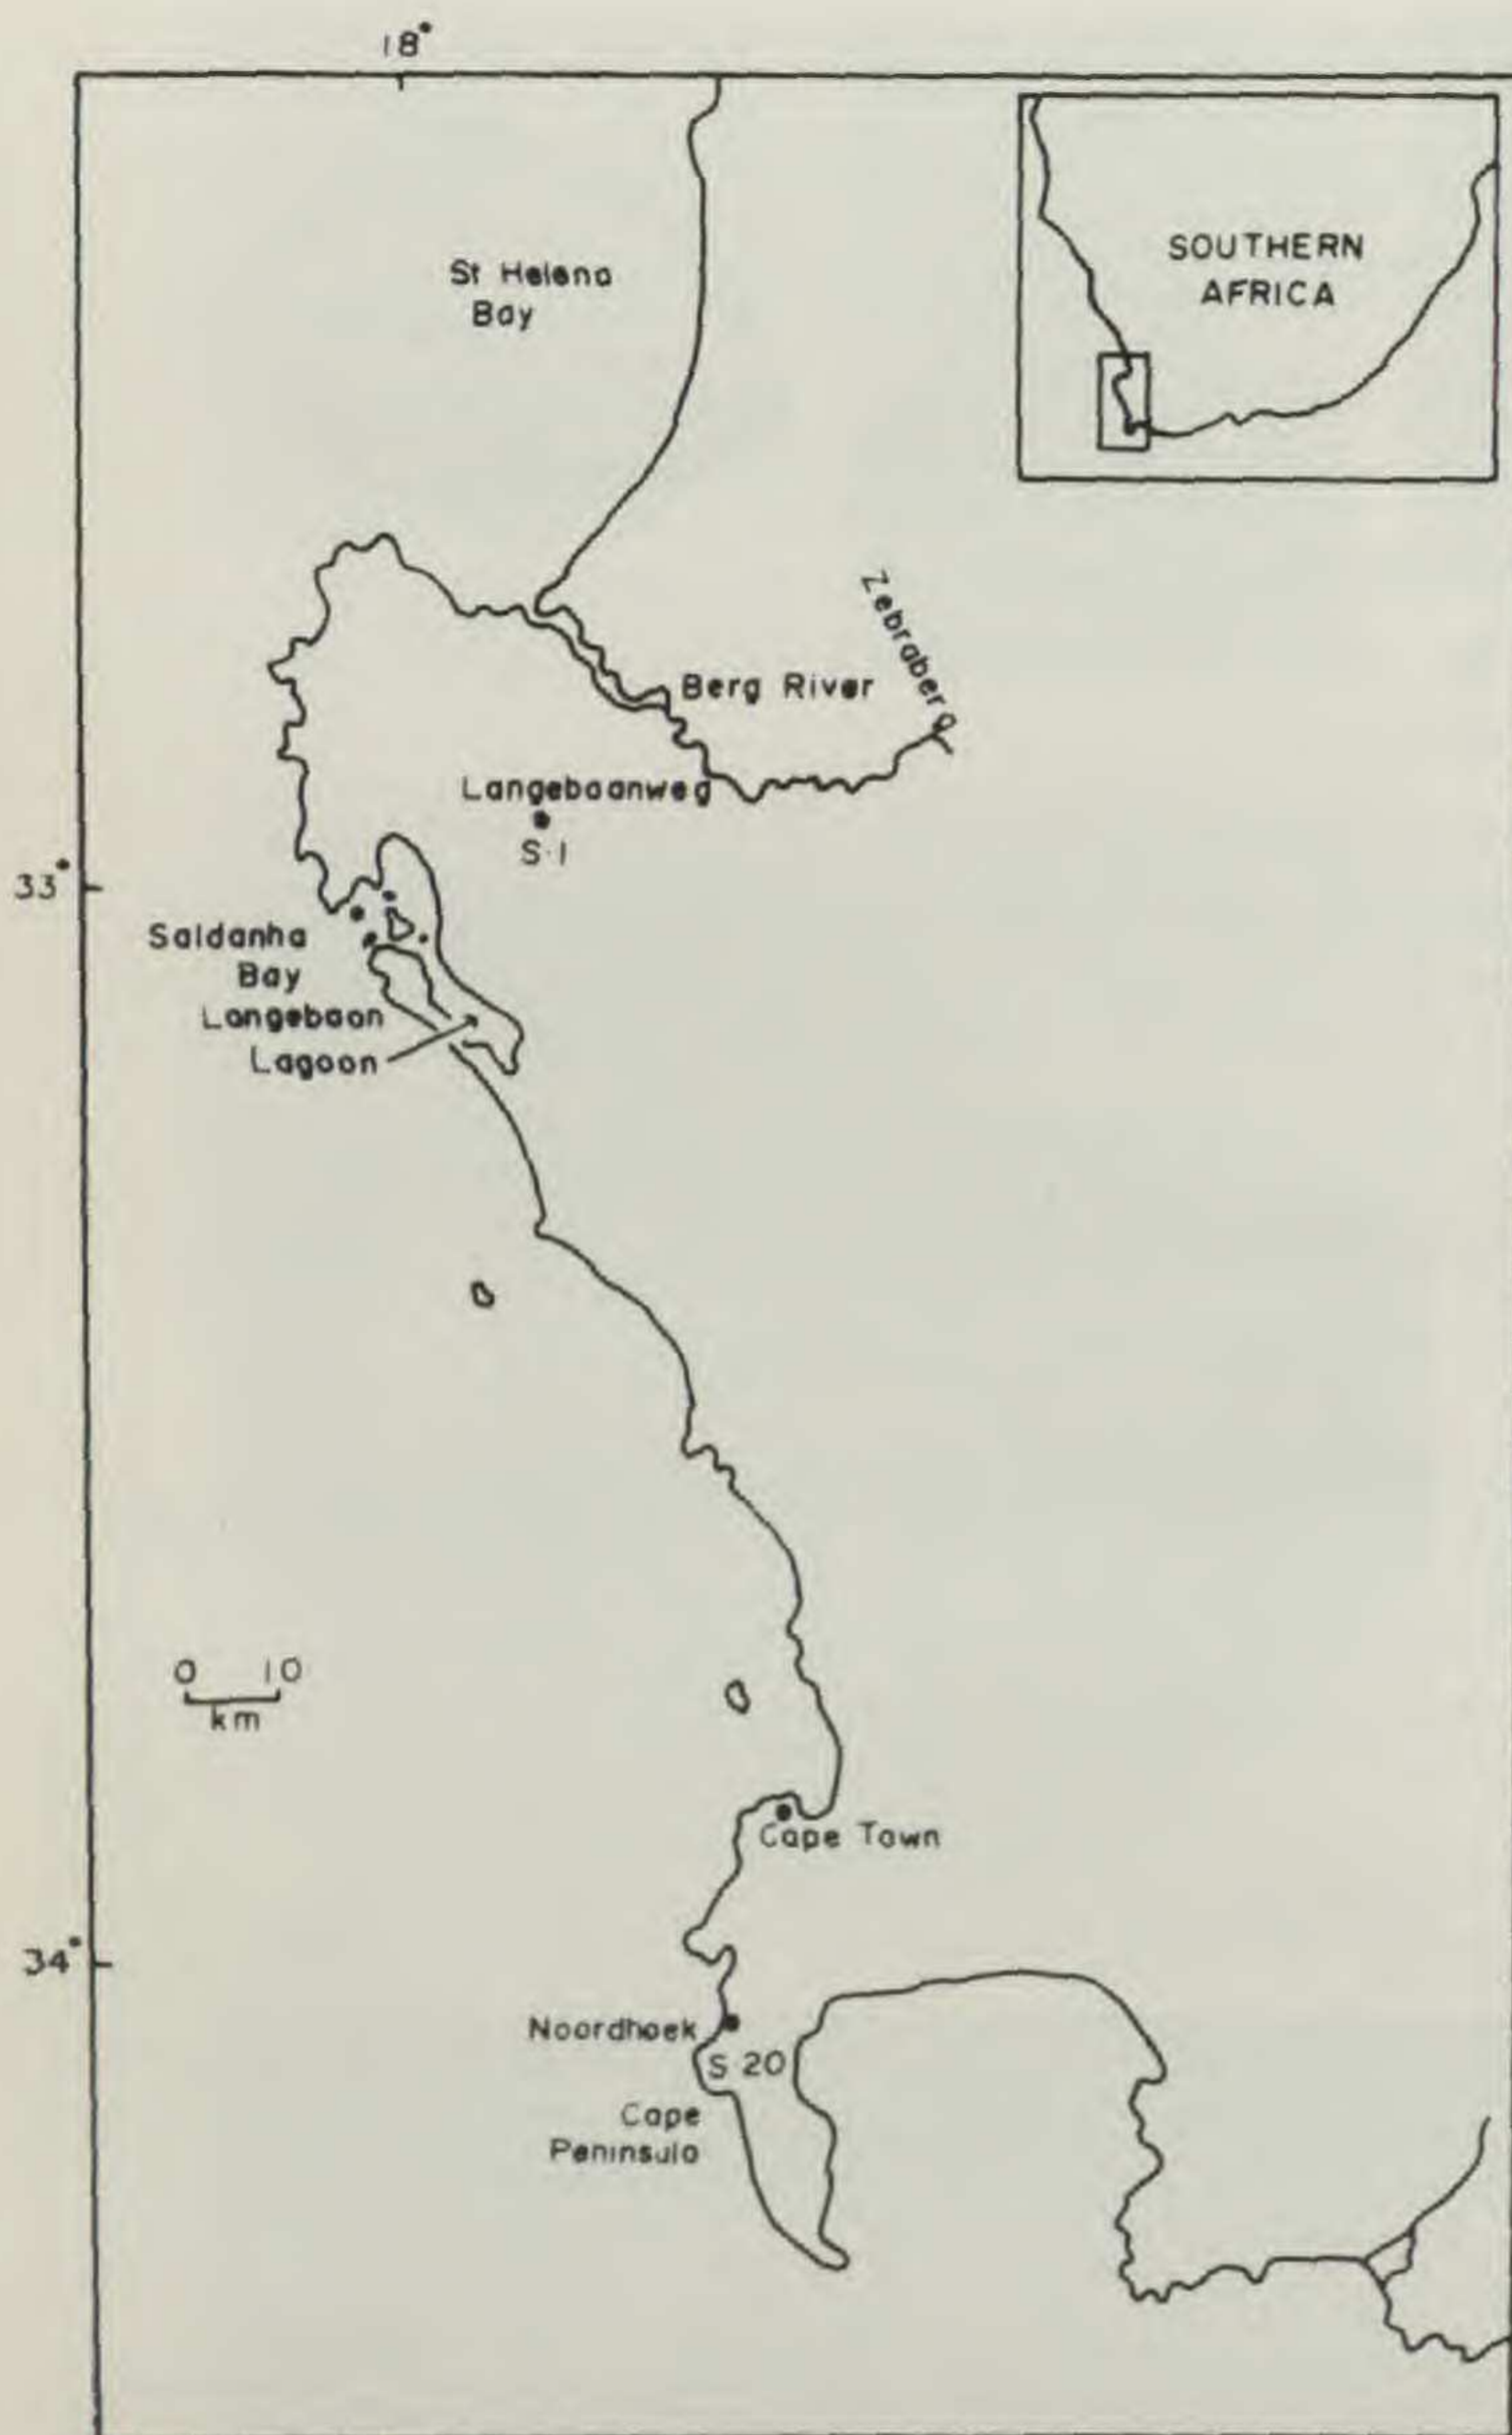 18°
SOUTHERN
AFRICA
St Helena
Bay
Zebraberg
Berg River
Langebaanweg
S·1
33°
Saldanha
Bay
Langebaan
Lagoon
0 10
km
Cape Town
34°
Noordhoek
S·20
Cape
Peninsula